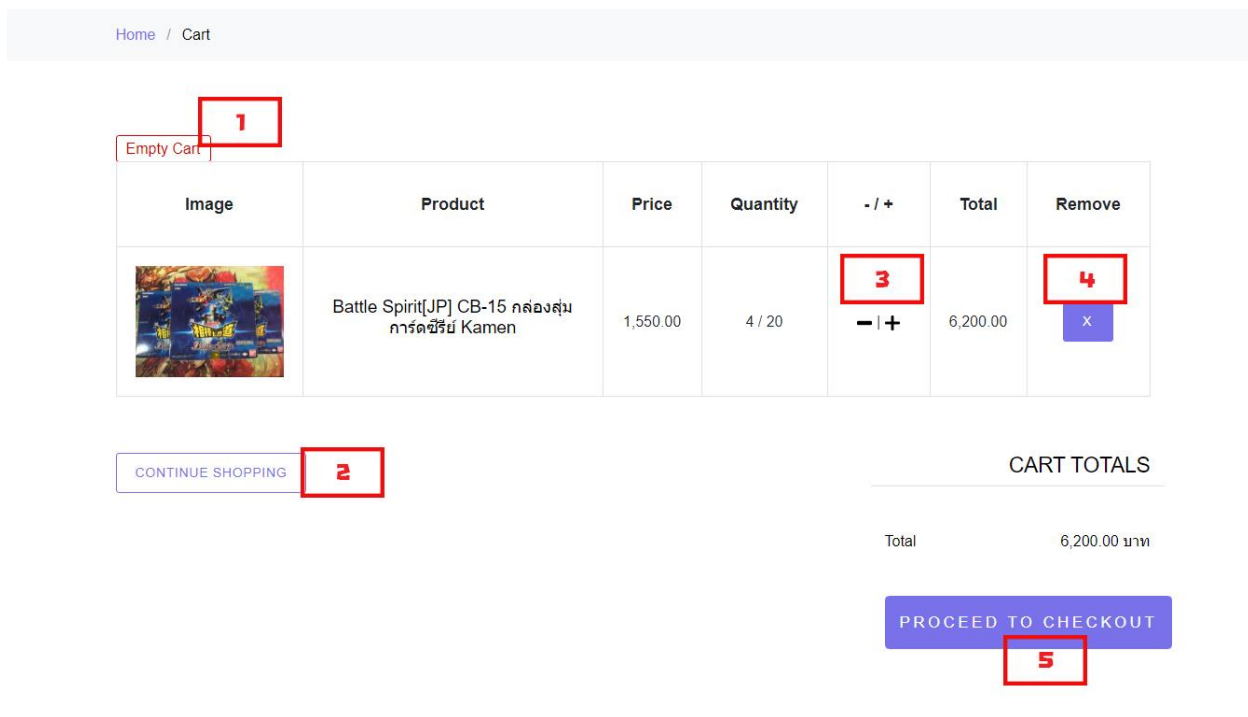 Home / Cart
1
Empty Cart
Image Product Price Quantity - / + Total Remove
3 4
Battle Spirit[JP] CB-15 กล่องสุ่ม
การ์ดซีรีย์ Kamen
1,550.00 4 / 20 - | + 6,200.00 X
CONTINUE SHOPPING 2
CART TOTALS
Total 6,200.00 บาท
PROCEED TO CHECKOUT
5